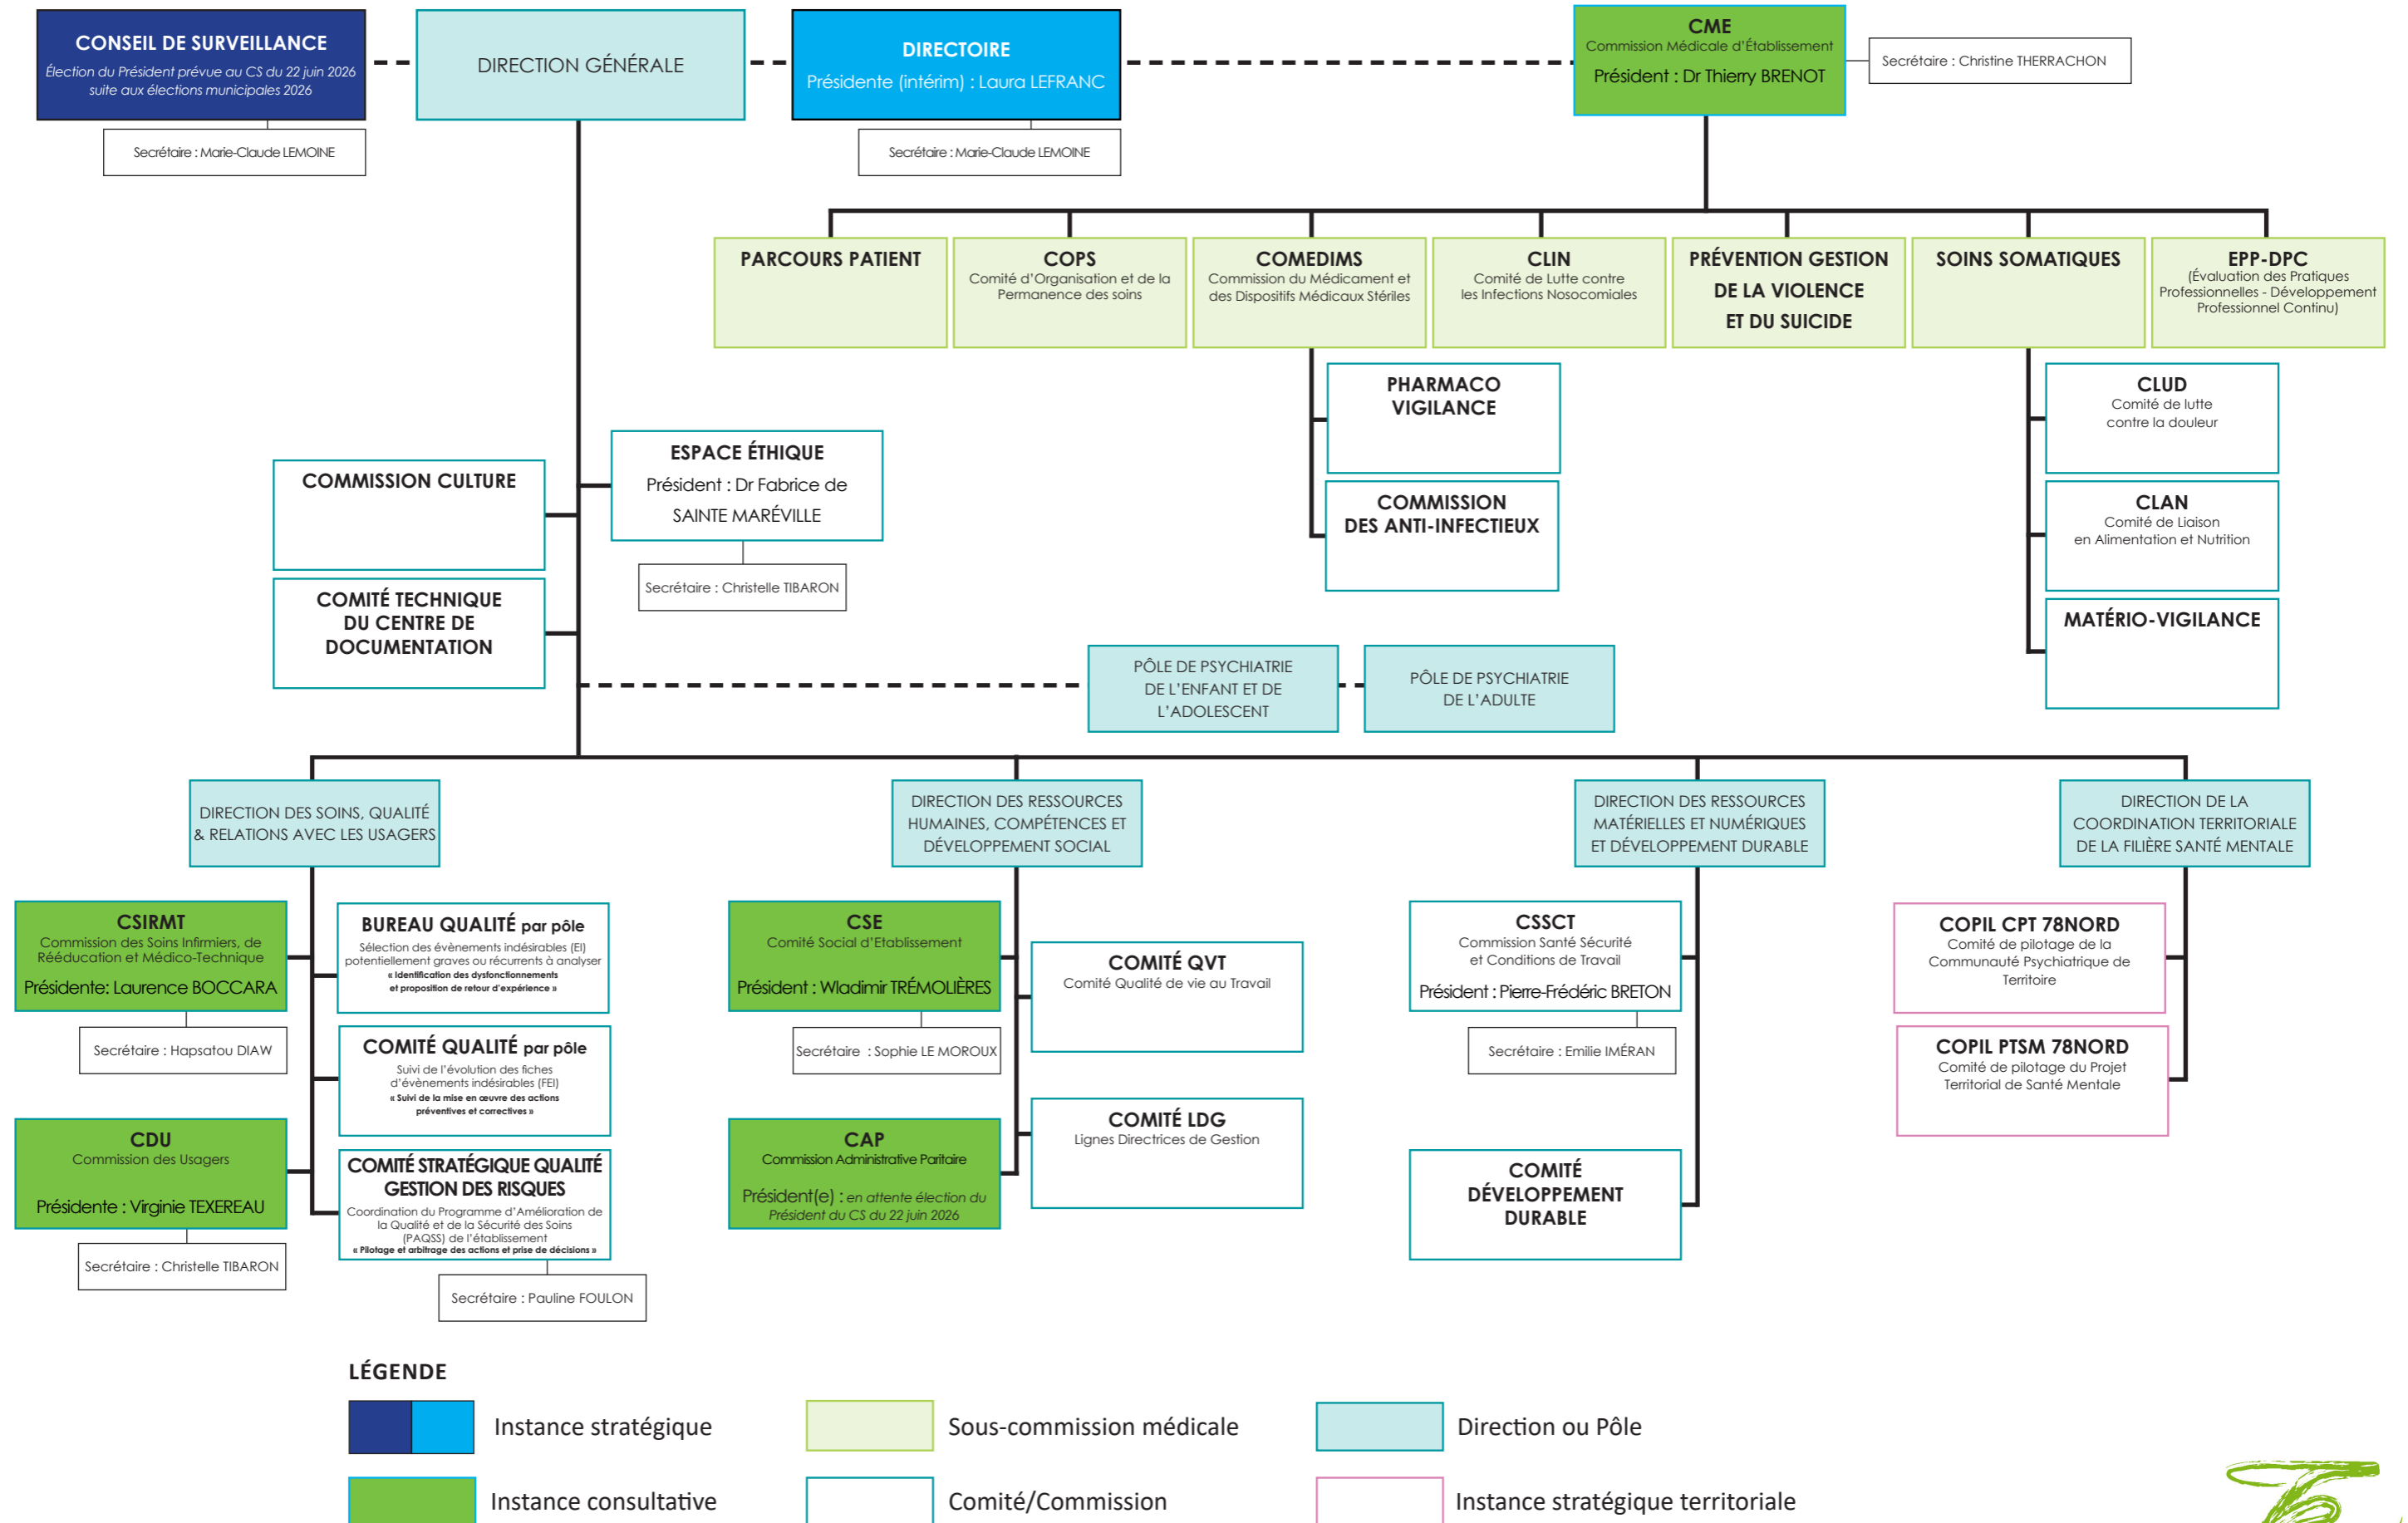 CONSEIL DE SURVEILLANCE
Élection du Président prévue au CS du 22 juin 2026
suite aux élections municipales 2026
Secrétaire : Marie-Claude LEMOINE
DIRECTION GÉNÉRALE
DIRECTOIRE
Présidente (intérim) : Laura LEFRANC
Secrétaire : Marie-Claude LEMOINE
CME
Commission Médicale d'Établissement
Président : Dr Thierry BRENOT
Secrétaire : Christine THERRACHON
PARCOURS PATIENT
COPS
Comité d'Organisation et de la
Permanence des soins
COMEDIMS
Commission du Médicament et
des Dispositifs Médicaux Stériles
CLIN
Comité de Lutte contre
les Infections Nosocomiales
PRÉVENTION GESTION
DE LA VIOLENCE
ET DU SUICIDE
SOINS SOMATIQUES
EPP-DPC
(Évaluation des Pratiques
Professionnelles - Développement
Professionnel Continu)
PHARMACO
VIGILANCE
COMMISSION
DES ANTI-INFECTIEUX
CLUD
Comité de lutte
contre la douleur
CLAN
Comité de Liaison
en Alimentation et Nutrition
MATÉRIO-VIGILANCE
COMMISSION CULTURE
ESPACE ÉTHIQUE
Président : Dr Fabrice de
SAINTE MARÉVILLE
Secrétaire : Christelle TIBARON
COMITÉ TECHNIQUE
DU CENTRE DE
DOCUMENTATION
PÔLE DE PSYCHIATRIE
DE L'ENFANT ET DE
L'ADOLESCENT
PÔLE DE PSYCHIATRIE
DE L'ADULTE
DIRECTION DES SOINS, QUALITÉ
& RELATIONS AVEC LES USAGERS
CSIRMT
Commission des Soins Infirmiers, de
Rééducation et Médico-Technique
Présidente: Laurence BOCCARA
Secrétaire : Hapsatou DIAW
CDU
Commission des Usagers
Présidente : Virginie TEXEREAU
Secrétaire : Christelle TIBARON
BUREAU QUALITÉ par pôle
Sélection des évènements indésirables (EI)
potentiellement graves ou récurrents à analyser
« Identification des dysfonctionnements
et proposition de retour d'expérience »
COMITÉ QUALITÉ par pôle
Suivi de l'évolution des fiches
d'évènements indésirables (FEI)
« Suivi de la mise en œuvre des actions
préventives et correctives »
COMITÉ STRATÉGIQUE QUALITÉ
GESTION DES RISQUES
Coordination du Programme d'Amélioration de
la Qualité et de la Sécurité des Soins
(PAQSS) de l'établissement
« Pilotage et arbitrage des actions et prise de décisions »
Secrétaire : Pauline FOULON
DIRECTION DES RESSOURCES
HUMAINES, COMPÉTENCES ET
DÉVELOPPEMENT SOCIAL
CSE
Comité Social d'Etablissement
Président : Wladimir TRÉMOLIÈRES
Secrétaire : Sophie LE MOROUX
CAP
Commission Administrative Paritaire
Président(e) : en attente élection du
Président du CS du 22 juin 2026
COMITÉ QVT
Comité Qualité de vie au Travail
COMITÉ LDG
Lignes Directrices de Gestion
DIRECTION DES RESSOURCES
MATÉRIELLES ET NUMÉRIQUES
ET DÉVELOPPEMENT DURABLE
CSSCT
Commission Santé Sécurité
et Conditions de Travail
Président : Pierre-Frédéric BRETON
Secrétaire : Emilie IMÉRAN
COMITÉ
DÉVELOPPEMENT
DURABLE
DIRECTION DE LA
COORDINATION TERRITORIALE
DE LA FILIÈRE SANTÉ MENTALE
COPIL CPT 78NORD
Comité de pilotage de la
Communauté Psychiatrique de
Territoire
COPIL PTSM 78NORD
Comité de pilotage du Projet
Territorial de Santé Mentale
LÉGENDE
Instance stratégique
Sous-commission médicale
Direction ou Pôle
Instance consultative
Comité/Commission
Instance stratégique territoriale